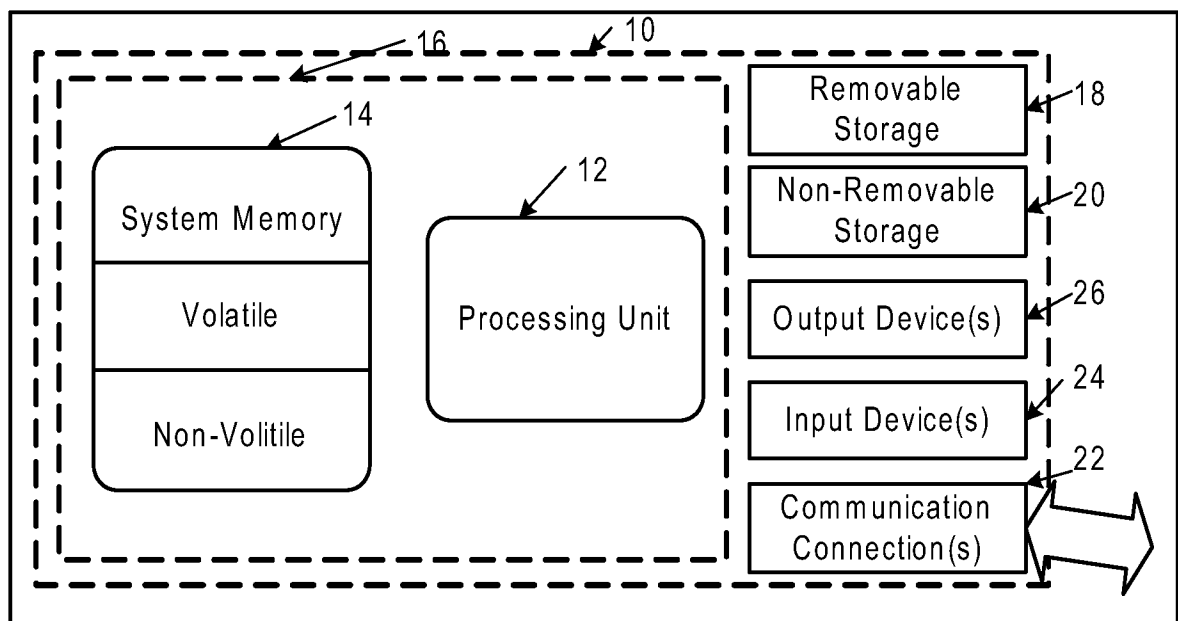 16
10
14
System Memory
Volatile
Non-Volitile
12
Processing Unit
Removable
Storage
18
Non-Removable
Storage
20
Output Device(s)
26
Input Device(s)
24
Communication
Connection(s)
22